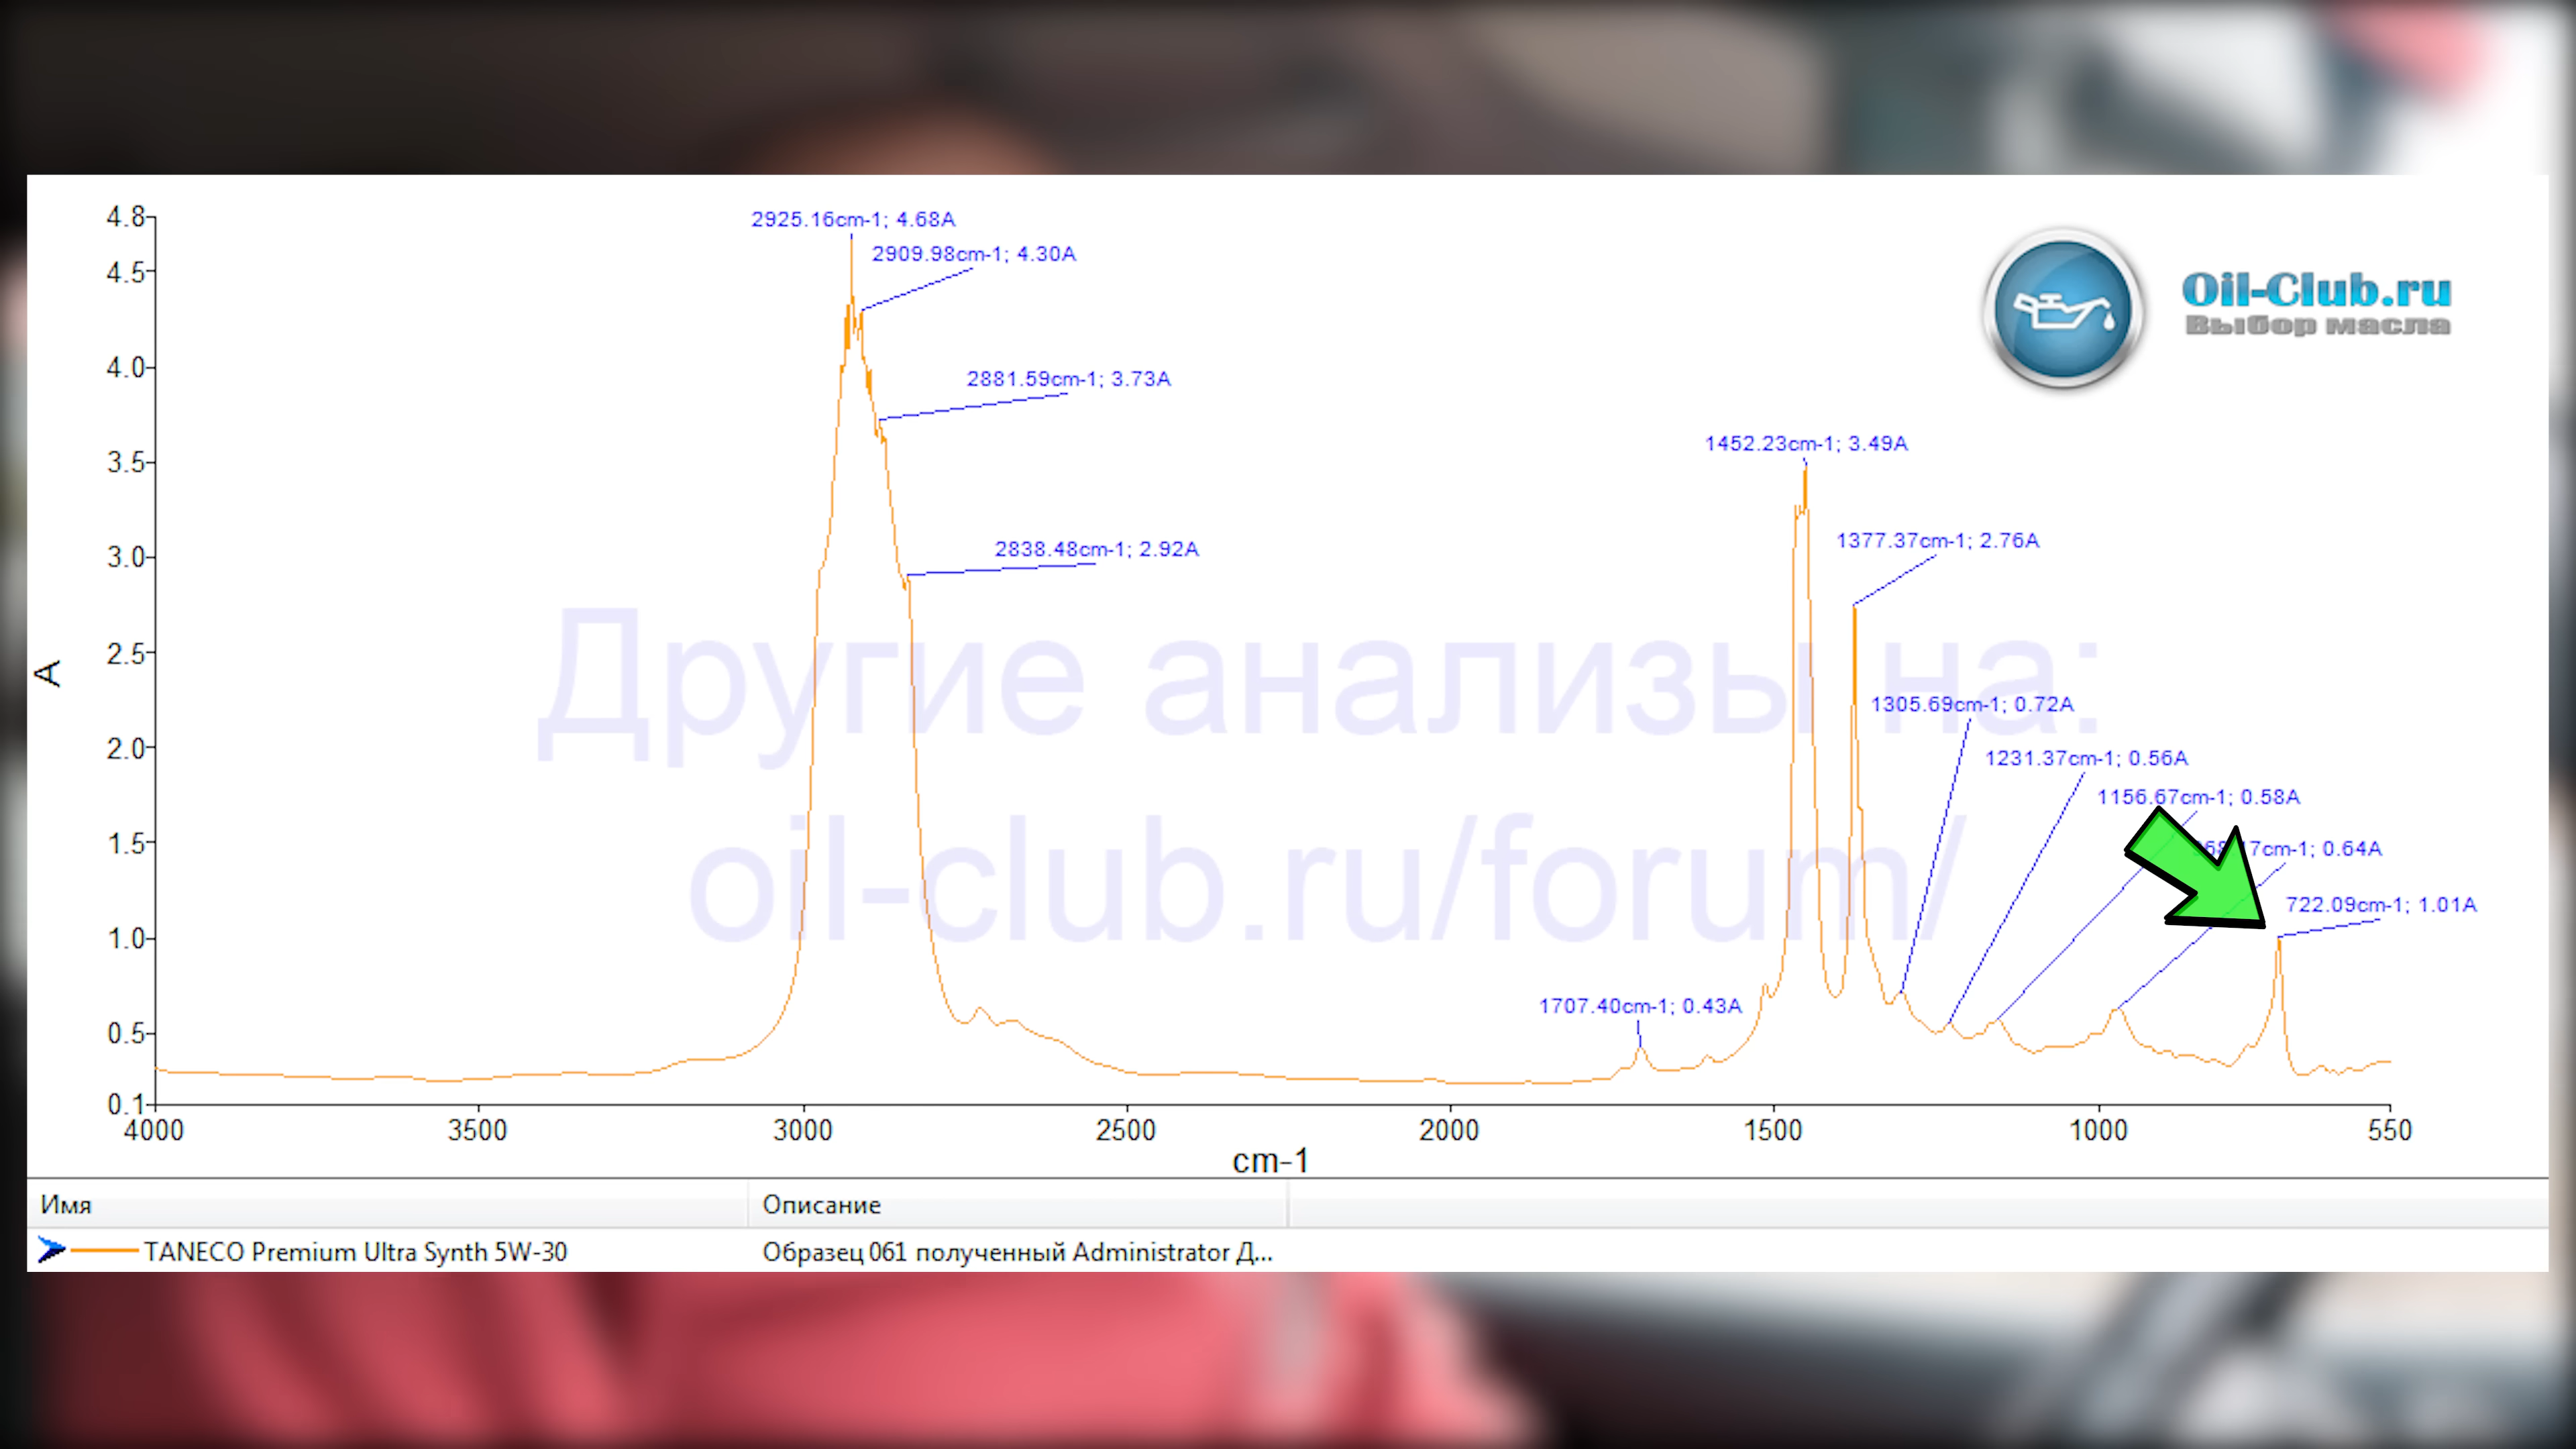 4.8
4.5
4.0
3.5
3.0
2.5
2.0
1.5
1.0
0.5
0.1
A
2925.16cm-1; 4.68A
2909.98cm-1; 4.30A
2881.59cm-1; 3.73A
2838.48cm-1; 2.92A
1452.23cm-1; 3.49A
1377.37cm-1; 2.76A
1305.69cm-1; 0.72A
1231.37cm-1; 0.56A
1156.67cm-1; 0.58A
0.64A
722.09cm-1; 1.01A
1707.40cm-1; 0.43A
Oil-Club.ru
Выбор масла
Другие анализы на:
oil-club.ru/forum/
4000 3500 3000 2500 2000 1500 1000 550
cm-1
Имя Описание
TANECO Premium Ultra Synth 5W-30 Образец 061 полученный Administrator Д...